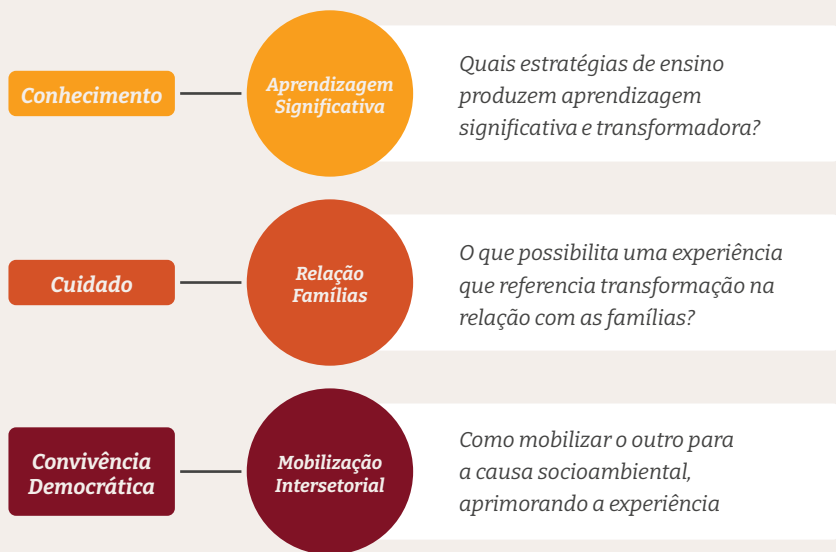 Conhecimento
Aprendizagem
Significativa
Quais estratégias de ensino
produzem aprendizagem
significativa e transformadora?
Cuidado
Relação
Famílias
O que possibilita uma experiência
que referencia transformação na
relação com as famílias?
Convivência
Democrática
Mobilização
Intersetorial
Como mobilizar o outro para
a causa socioambiental,
aprimorando a experiência